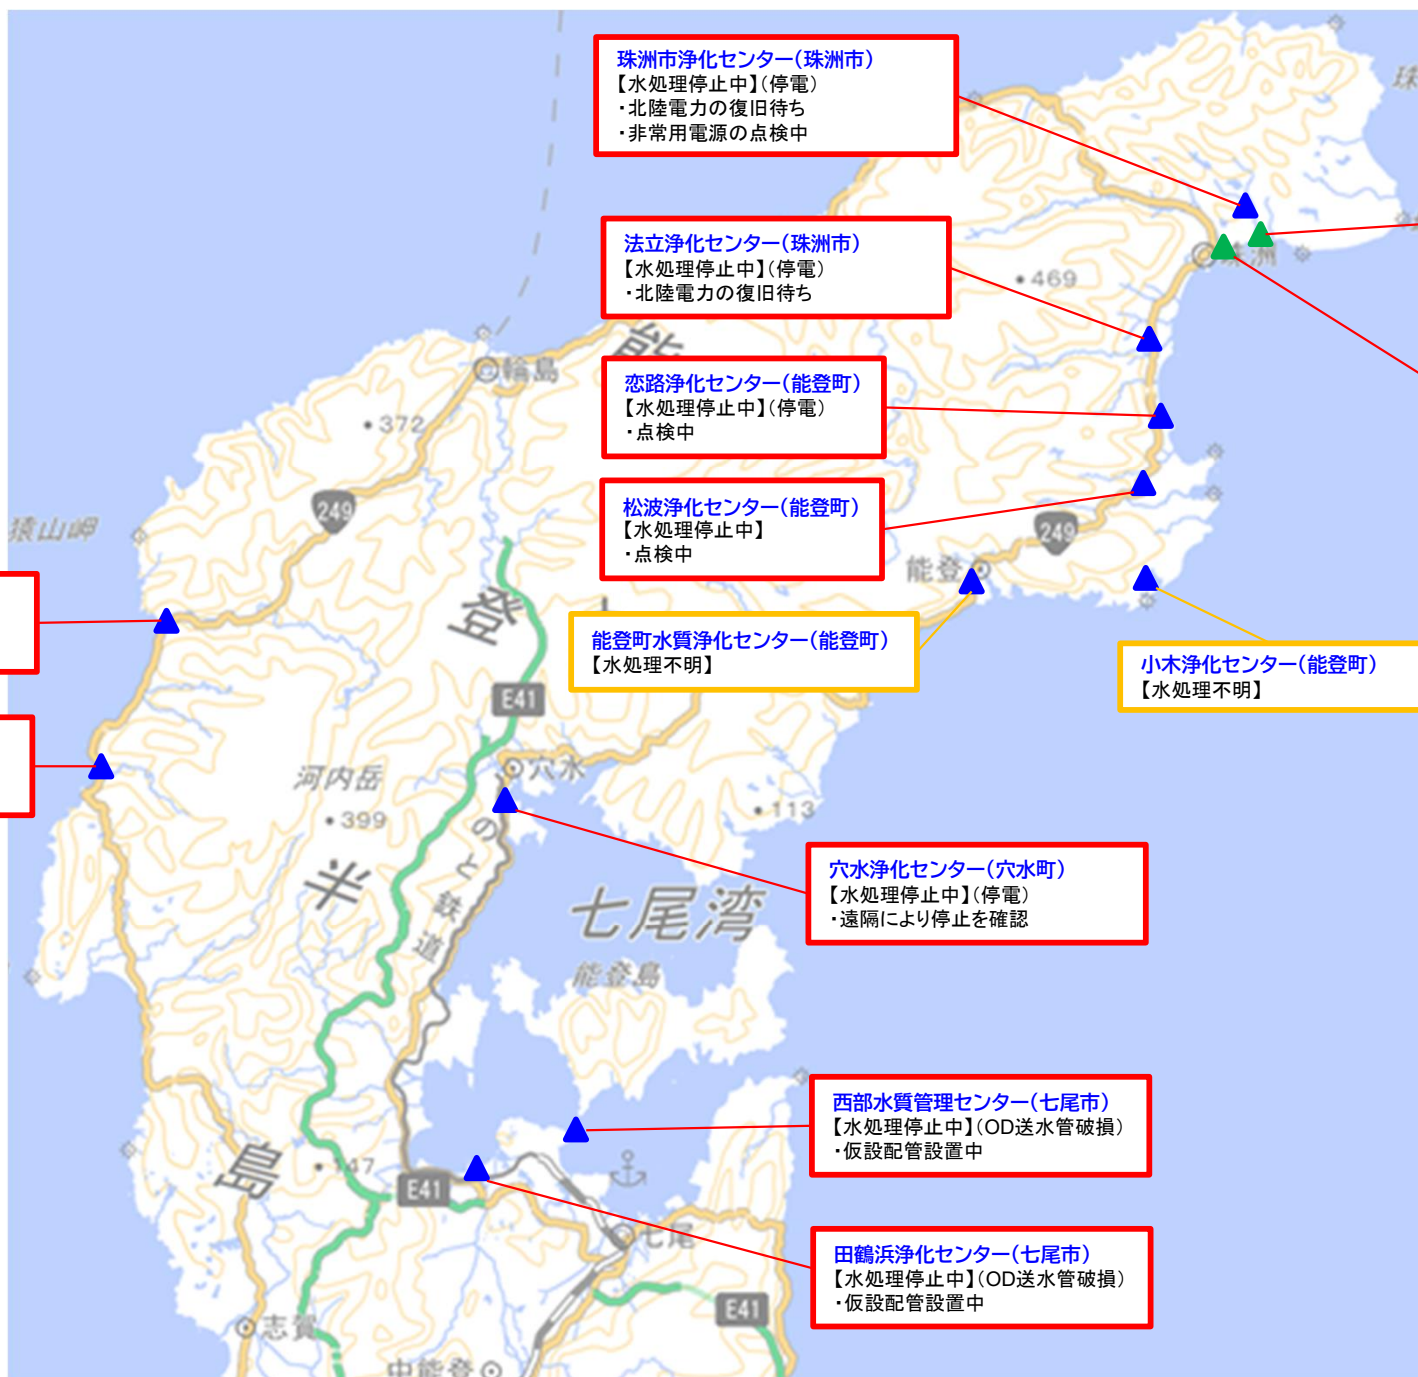 珠洲市浄化センター(珠洲市)
【水処理停止中】(停電)
・北陸電力の復旧待ち
・非常用電源の点検中
珠
法立浄化センター(珠洲市)
【水処理停止中】(停電)
・北陸電力の復旧待ち
珠洲
・469
能
輪島
恋路浄化センター(能登町)
【水処理停止中】(停電)
・点検中
・372
松波浄化センター(能登町)
【水処理停止中】
・点検中
249
猿山岬
249
能登
登
能登町水質浄化センター(能登町)
【水処理不明】
小木浄化センター(能登町)
【水処理不明】
E41
穴水
河内岳
・399
・113
のと鉄道
半
穴水浄化センター(穴水町)
【水処理停止中】(停電)
・遠隔により停止を確認
七尾湾
能登島
西部水質管理センター(七尾市)
【水処理停止中】(OD送水管破損)
・仮設配管設置中
島
・147
E41
七尾
田鶴浜浄化センター(七尾市)
【水処理停止中】(OD送水管破損)
・仮設配管設置中
E41
志賀
中能登